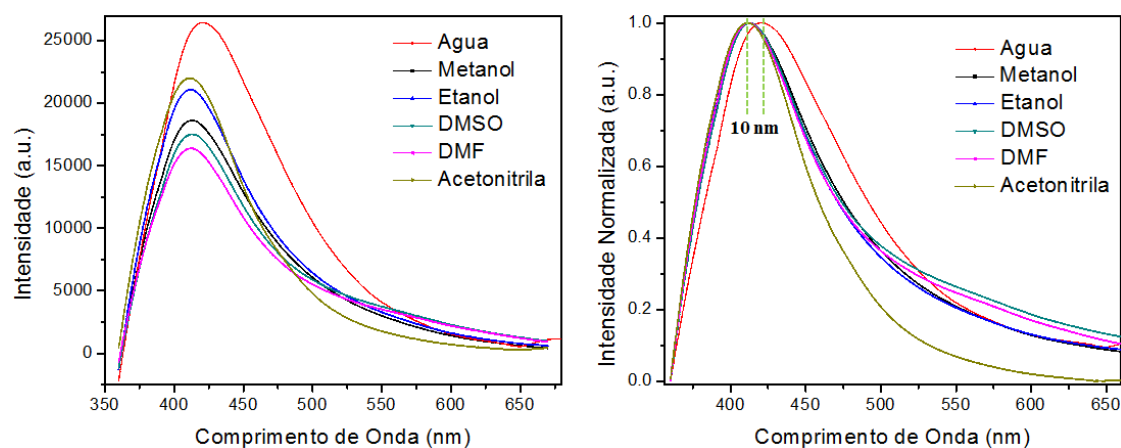 Intensidade (a.u.)
25000
20000
15000
10000
5000
0
350
400
450
500
550
600
650
Comprimento de Onda (nm)
Agua
Metanol
Etanol
DMSO
DMF
Acetonitrila
Intensidade Normalizada (a.u.)
1.0
0.8
0.6
0.4
0.2
0.0
400
450
500
550
600
650
Comprimento de Onda (nm)
10 nm
Agua
Metanol
Etanol
DMSO
DMF
Acetonitrila